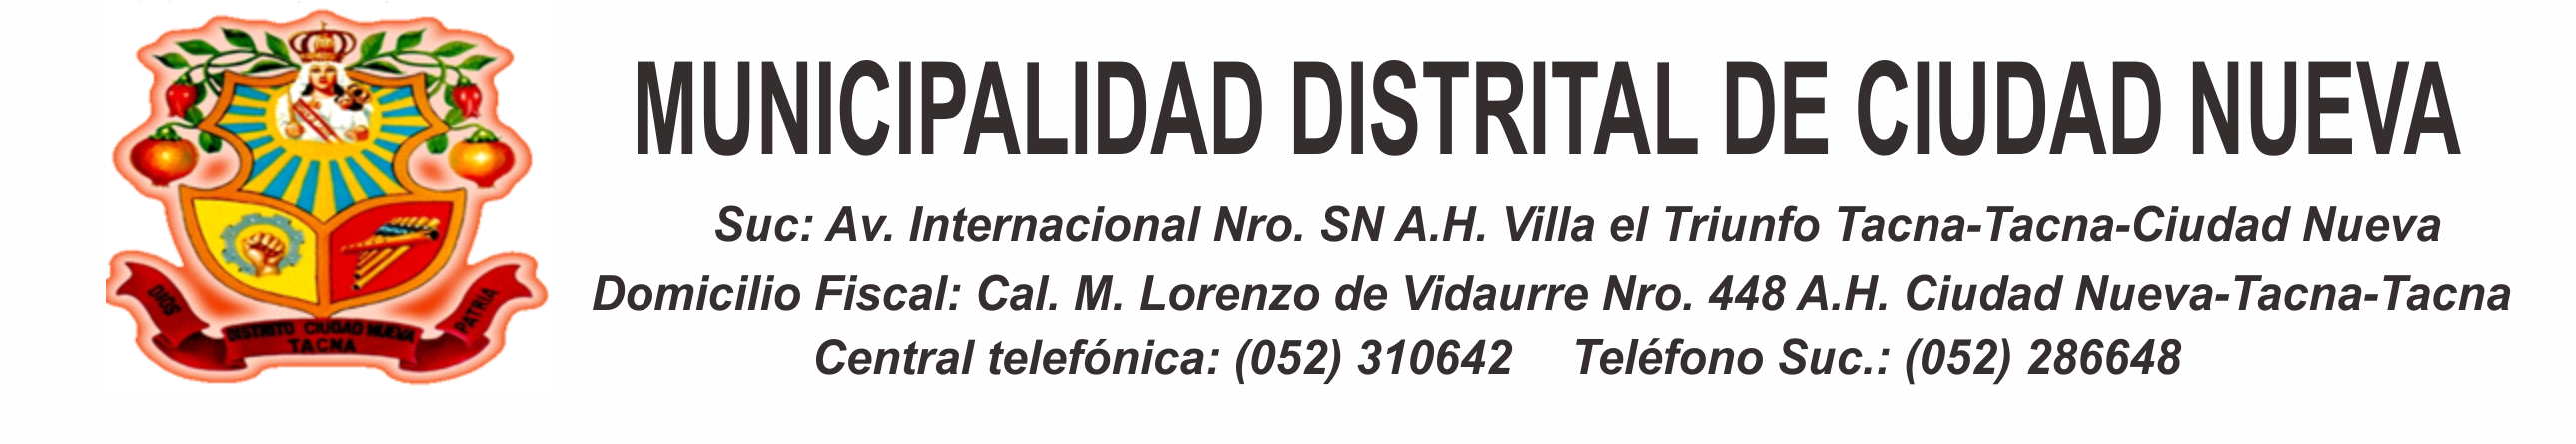 MUNICIPALIDAD DISTRITAL DE CIUDAD NUEVA
Suc: Av. Internacional Nro. SN A.H. Villa el Triunfo Tacna-Tacna-Ciudad Nueva
Domicilio Fiscal: Cal. M. Lorenzo de Vidaurre Nro. 448 A.H. Ciudad Nueva-Tacna-Tacna
Central telefónica: (052) 310642 Teléfono Suc.: (052) 286648
DIOS
DISTRITO CIUDAD NUEVA
TACNA
PATRIA